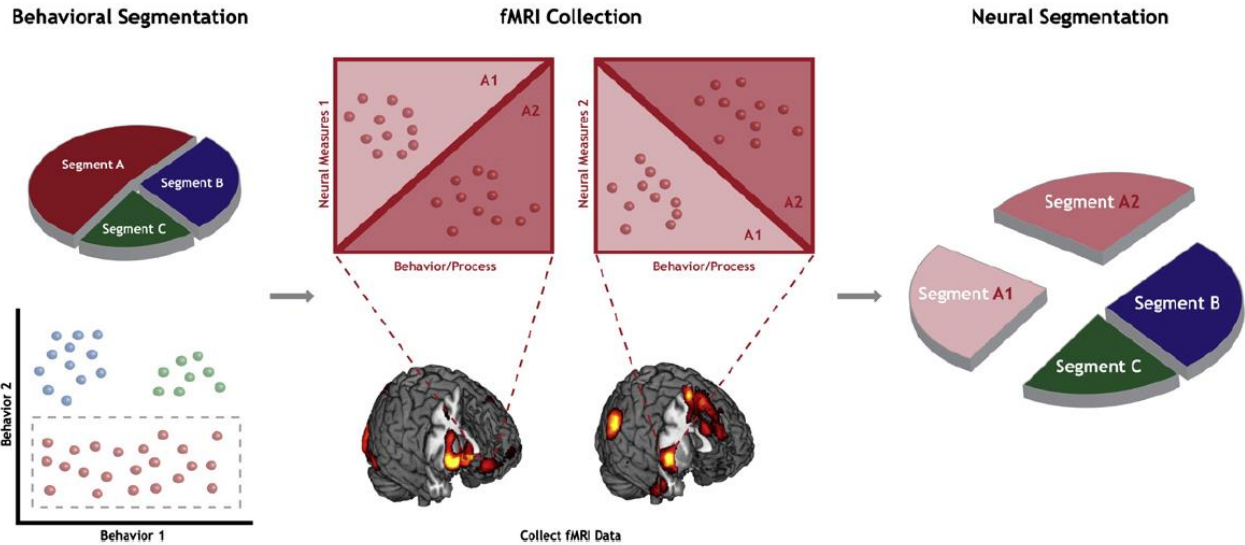 Behavioral Segmentation
fMRI Collection
Neural Segmentation
Segment A
Segment B
Segment C
Behavior 2
Behavior 1
Neural Measures 1
A1
A2
Behavior/Process
Neural Measures 2
A2
A1
Behavior/Process
Collect fMRI Data
Segment A2
Segment A1
Segment B
Segment C